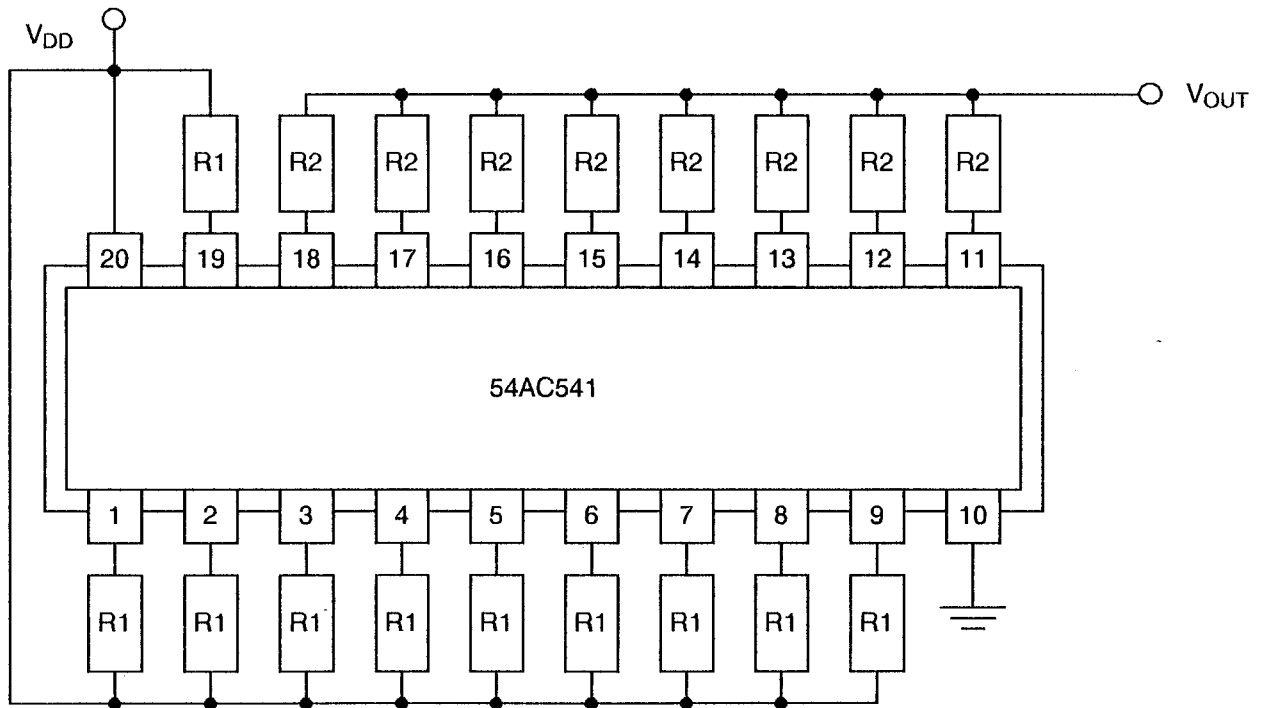 V_DD
V_OUT
R1 R2 R2 R2 R2 R2 R2 R2 R2
20 19 18 17 16 15 14 13 12 11
54AC541
1 2 3 4 5 6 7 8 9 10
R1 R1 R1 R1 R1 R1 R1 R1 R1